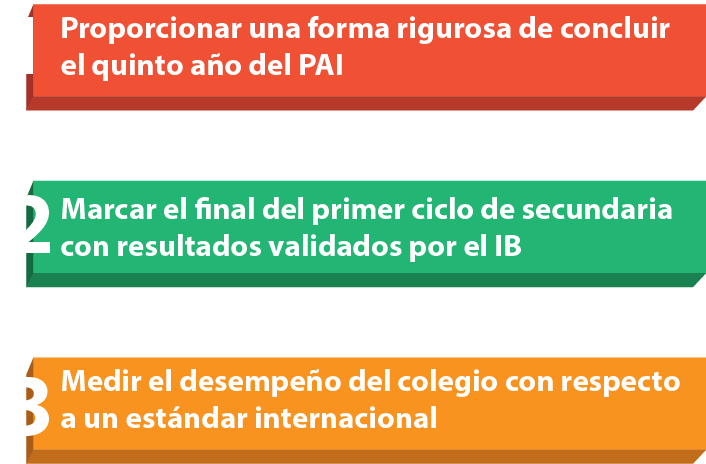 Proporcionar una forma rigurosa de concluir
el quinto año del PAI
2
Marcar el final del primer ciclo de secundaria
con resultados validados por el IB
3
Medir el desempeño del colegio con respecto
a un estándar internacional